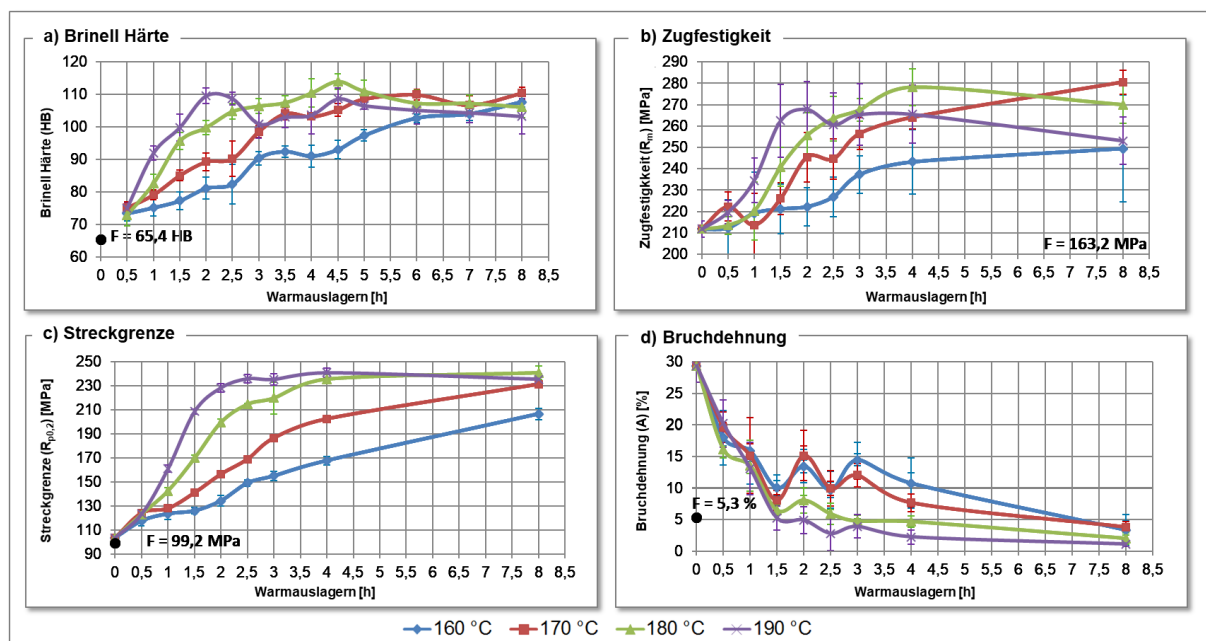 a) Brinell Härte
Brinell Härte (HB)
120
110
100
90
80
70
60
F = 65,4 HB
0 0,5 1 1,5 2 2,5 3 3,5 4 4,5 5 5,5 6 6,5 7 7,5 8 8,5
Warmauslagern [h]
b) Zugfestigkeit
Zugfestigkeit (Rm) [MPa]
290
280
270
260
250
240
230
220
210
200
F = 163,2 MPa
0 0,5 1 1,5 2 2,5 3 3,5 4 4,5 5 5,5 6 6,5 7 7,5 8 8,5
Warmauslagern [h]
c) Streckgrenze
Streckgrenze (Rp0,2) [MPa]
250
230
210
190
170
150
130
110
90
F = 99,2 MPa
0 0,5 1 1,5 2 2,5 3 3,5 4 4,5 5 5,5 6 6,5 7 7,5 8 8,5
Warmauslagern [h]
d) Bruchdehnung
Bruchdehnung (A) [%]
30
25
20
15
10
5
0
F = 5,3 %
0 0,5 1 1,5 2 2,5 3 3,5 4 4,5 5 5,5 6 6,5 7 7,5 8 8,5
Warmauslagern [h]
160 °C 170 °C 180 °C 190 °C